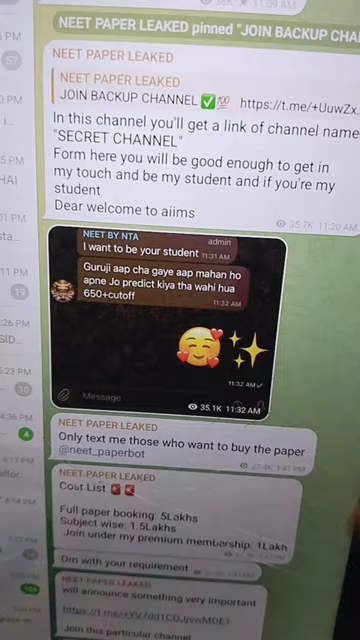 NEET PAPER LEAKED pinned "JOIN BACKUP CHA
NEET PAPER LEAKED
NEET PAPER LEAKED
JOIN BACKUP CHANNEL ✅💯 https://t.me/+UuwZx
In this channel you'll get a link of channel name
"SECRET CHANNEL"
Form here you will be good enough to get in
my touch and be my student and if you're my
student
Dear welcome to aiims
35.7K 11:20 AM
NEET BY NTA admin
I want to be your student 11:31 AM
Guruji aap cha gaye aap mahan ho
apne Jo predict kiya tha wahi hua
650+cutoff
11:32 AM
🥰✨
11:32 AM
Message
35.1K 11:32 AM
NEET PAPER LEAKED
Only text me those who want to buy the paper
@neet_paperbot
27.4K 1:41 PM
NEET PAPER LEAKED
Cost List 🚨🚨
Full paper booking: 5Lakhs
Subject wise: 1.5Lakhs
Join under my premium membership: 1Lakh
Dm with your requirement
NEET PAPER LEAKED
will announce something very important
Join this particular channel